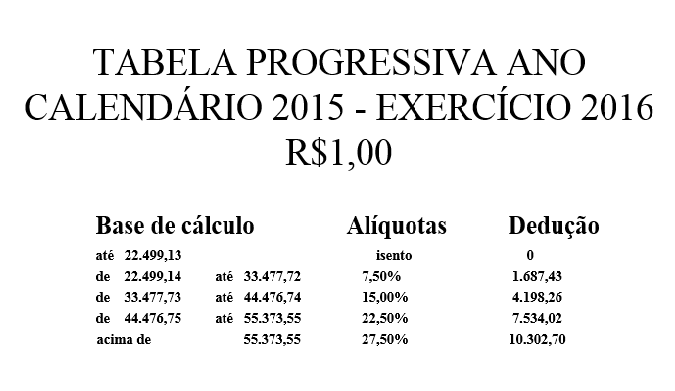 TABELA PROGRESSIVA ANO
CALENDÁRIO 2015 - EXERCÍCIO 2016
R$1,00
Base de cálculo Alíquotas Dedução
até 22.499,13 isento 0
de 22.499,14 até 33.477,72 7,50% 1.687,43
de 33.477,73 até 44.476,74 15,00% 4.198,26
de 44.476,75 até 55.373,55 22,50% 7.534,02
acima de 55.373,55 27,50% 10.302,70